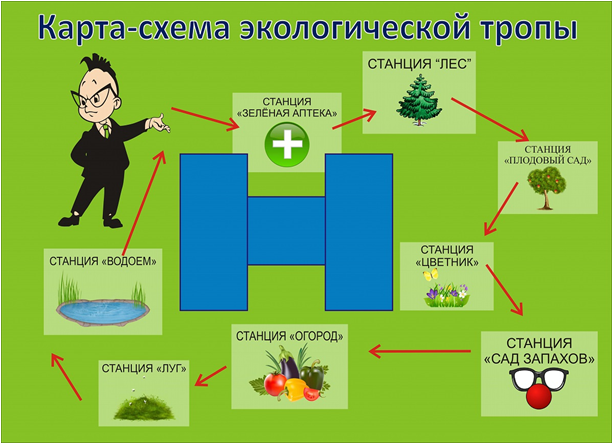 Карта-схема экологической тропы
СТАНЦИЯ
«ЗЕЛЁНАЯ АПТЕКА»
СТАНЦИЯ "ЛЕС"
СТАНЦИЯ
«ПЛОДОВЫЙ САД»
СТАНЦИЯ
«ЦВЕТНИК»
СТАНЦИЯ
«САД ЗАПАХОВ»
СТАНЦИЯ «ОГОРОД»
СТАНЦИЯ «ЛУГ»
СТАНЦИЯ «ВОДОЕМ»